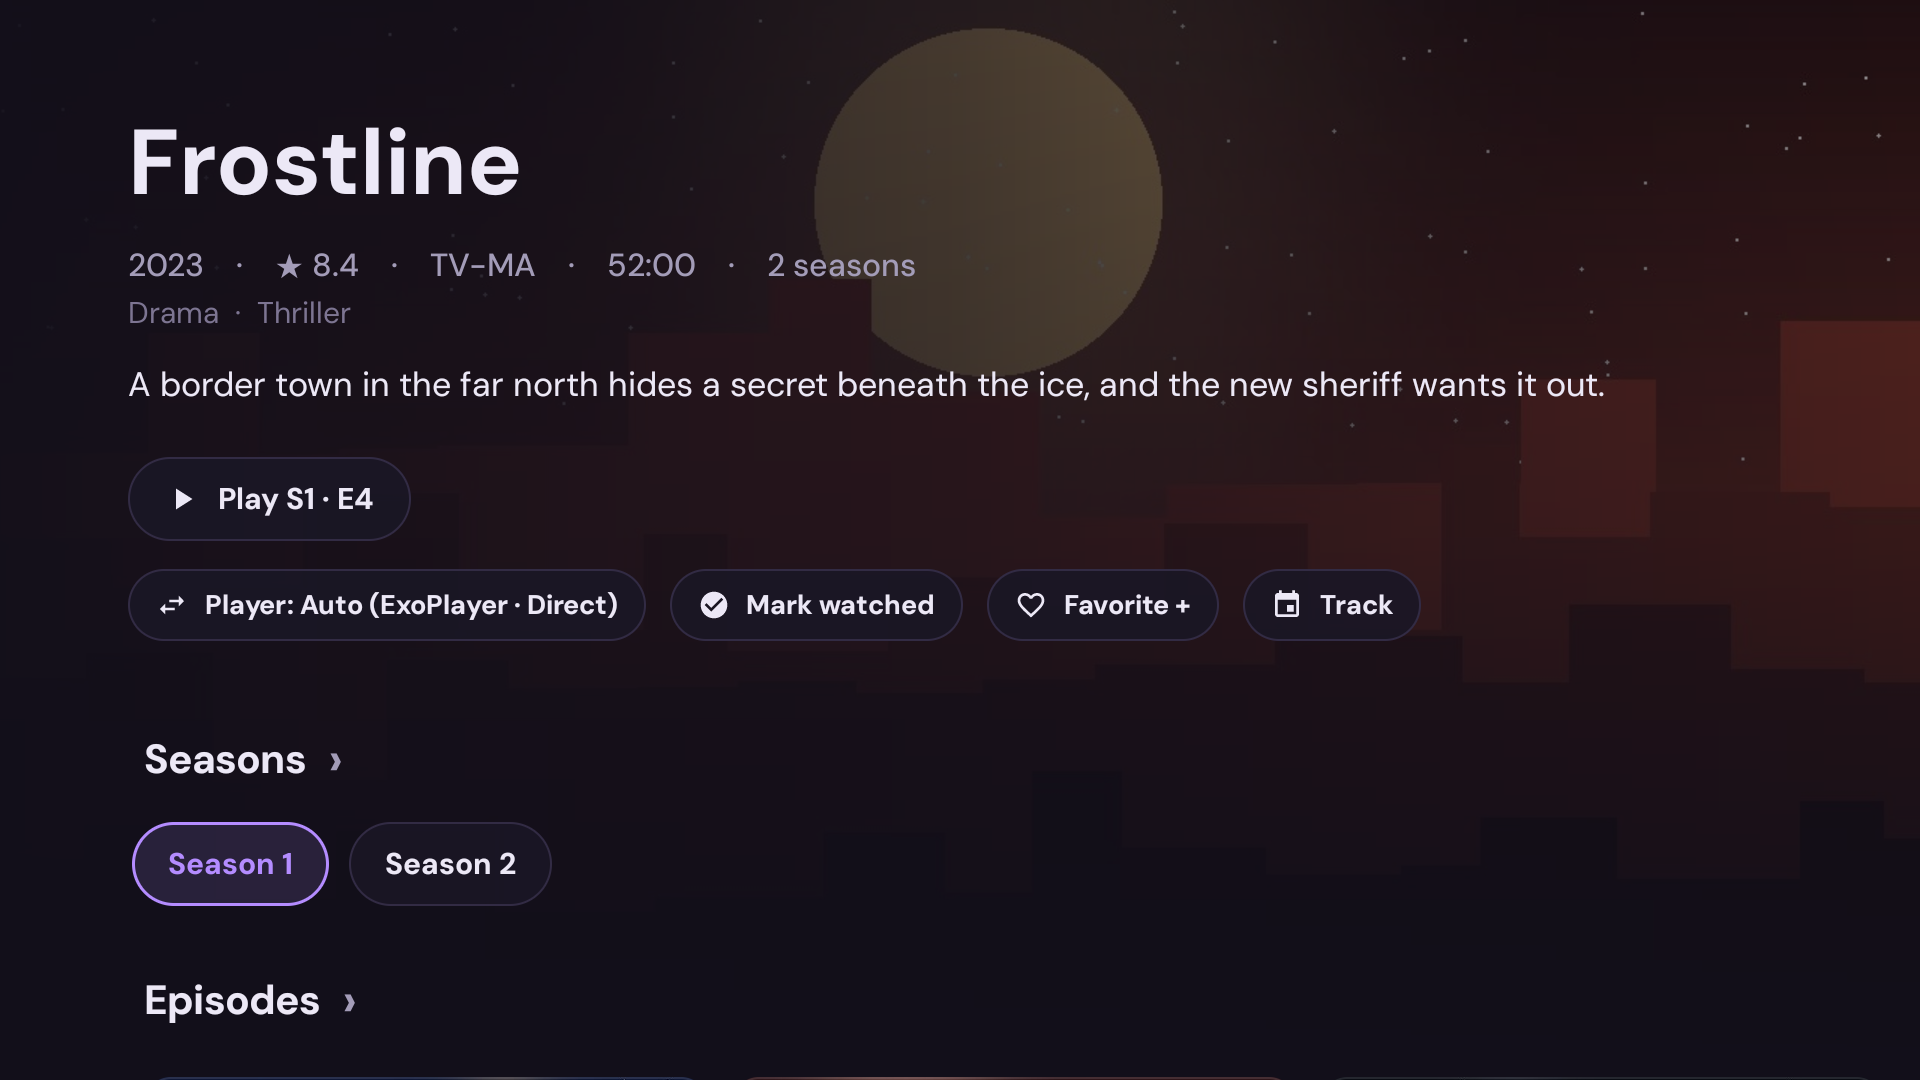 Frostline
2023 · ★ 8.4 · TV-MA · 52:00 · 2 seasons
Drama · Thriller
A border town in the far north hides a secret beneath the ice, and the new sheriff wants it out.
Play S1 · E4
Player: Auto (ExoPlayer · Direct) Mark watched Favorite + Track
Seasons ›
Season 1 Season 2
Episodes ›